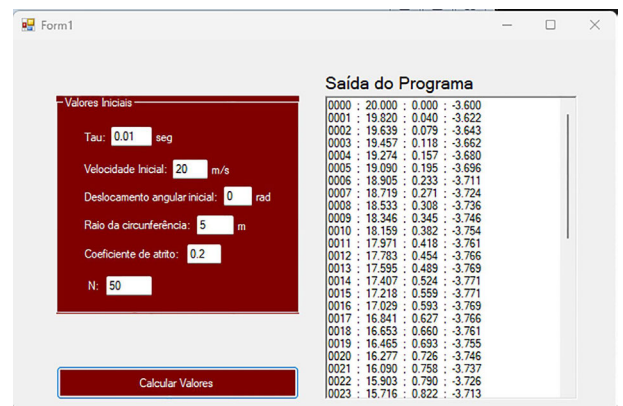 Form1
Saída do Programa
Valores Iniciais
Tau: 0.01 seg
Velocidade Inicial: 20 m/s
Deslocamento angular inicial: 0 rad
Raio da circunferência: 5 m
Coeficiente de atrito: 0.2
N: 50
Calcular Valores
0000 ; 20.000 ; 0.000 ; -3.600
0001 ; 19.820 ; 0.040 ; -3.622
0002 ; 19.639 ; 0.079 ; -3.643
0003 ; 19.457 ; 0.118 ; -3.662
0004 ; 19.274 ; 0.157 ; -3.680
0005 ; 19.090 ; 0.195 ; -3.696
0006 ; 18.905 ; 0.233 ; -3.711
0007 ; 18.719 ; 0.271 ; -3.724
0008 ; 18.533 ; 0.308 ; -3.736
0009 ; 18.346 ; 0.345 ; -3.746
0010 ; 18.159 ; 0.382 ; -3.754
0011 ; 17.971 ; 0.418 ; -3.761
0012 ; 17.783 ; 0.454 ; -3.766
0013 ; 17.595 ; 0.489 ; -3.769
0014 ; 17.407 ; 0.524 ; -3.771
0015 ; 17.218 ; 0.559 ; -3.771
0016 ; 17.029 ; 0.593 ; -3.769
0017 ; 16.841 ; 0.627 ; -3.766
0018 ; 16.653 ; 0.660 ; -3.761
0019 ; 16.465 ; 0.693 ; -3.755
0020 ; 16.277 ; 0.726 ; -3.746
0021 ; 16.090 ; 0.758 ; -3.737
0022 ; 15.903 ; 0.790 ; -3.726
0023 ; 15.716 ; 0.822 ; -3.713